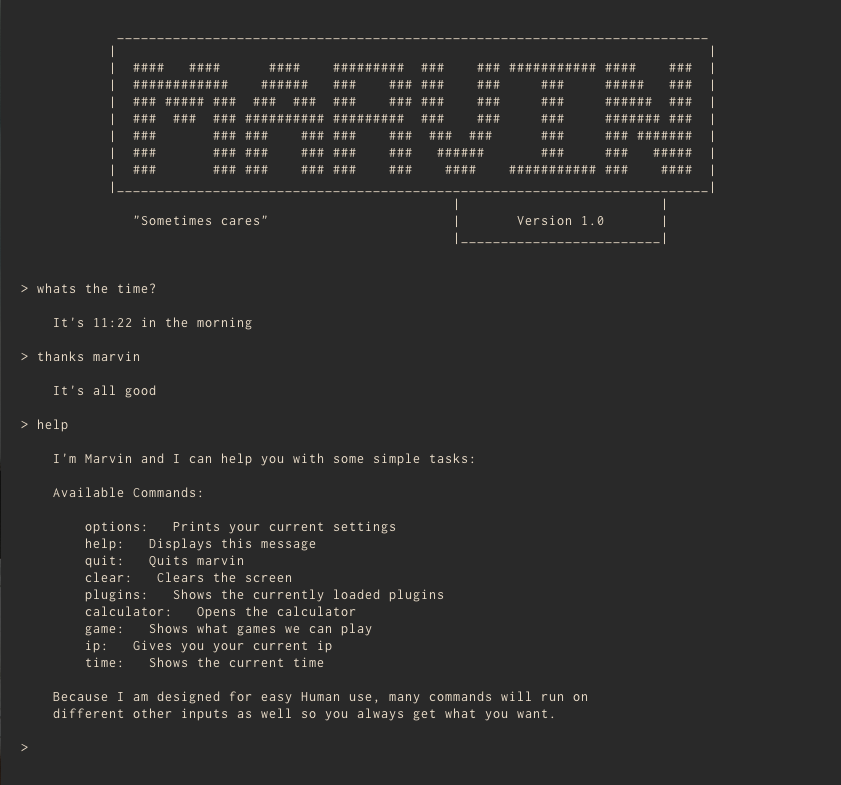 MARVIN
"Sometimes cares"
Version 1.0
> whats the time?
It's 11:22 in the morning
> thanks marvin
It's all good
> help
I'm Marvin and I can help you with some simple tasks:
Available Commands:
options: Prints your current settings
help: Displays this message
quit: Quits marvin
clear: Clears the screen
plugins: Shows the currently loaded plugins
calculator: Opens the calculator
game: Shows what games we can play
ip: Gives you your current ip
time: Shows the current time
Because I am designed for easy Human use, many commands will run on
different other inputs as well so you always get what you want.
>